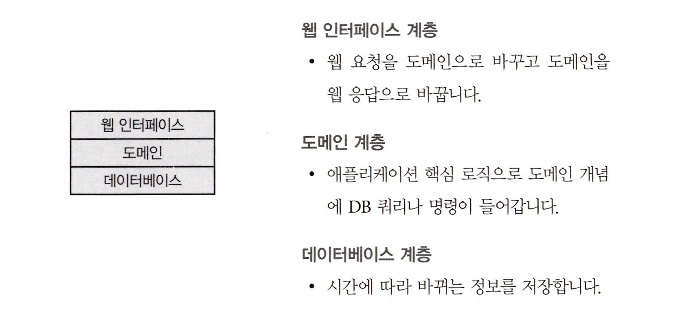 웹 인터페이스
도메인
데이터베이스
웹 인터페이스 계층
• 웹 요청을 도메인으로 바꾸고 도메인을
웹 응답으로 바꿉니다.
도메인 계층
• 애플리케이션 핵심 로직으로 도메인 개념
에 DB 쿼리나 명령이 들어갑니다.
데이터베이스 계층
• 시간에 따라 바뀌는 정보를 저장합니다.